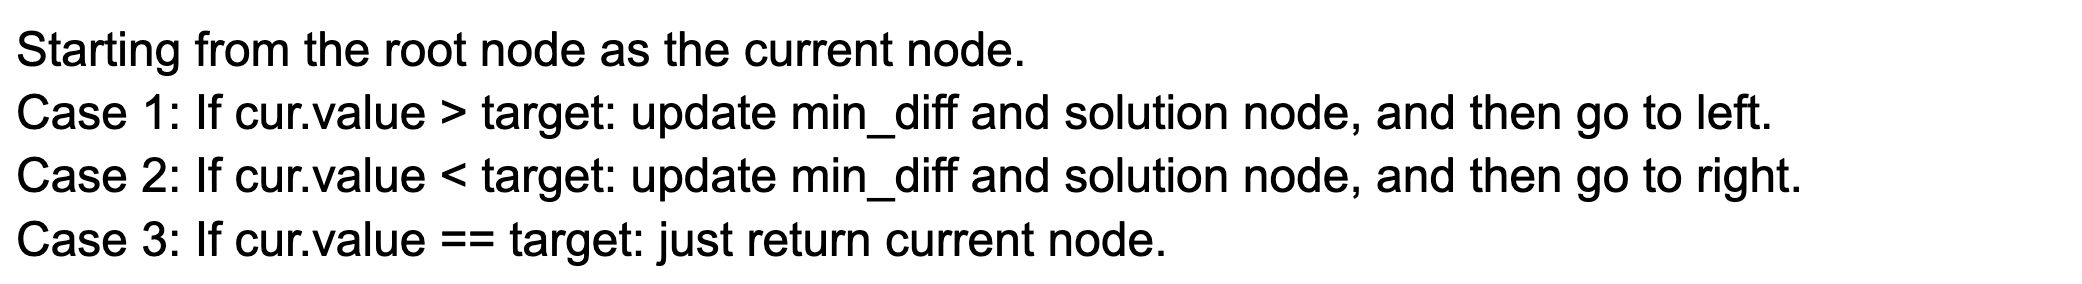 Starting from the root node as the current node.
Case 1: If cur.value > target: update min_diff and solution node, and then go to left.
Case 2: If cur.value < target: update min_diff and solution node, and then go to right.
Case 3: If cur.value == target: just return current node.